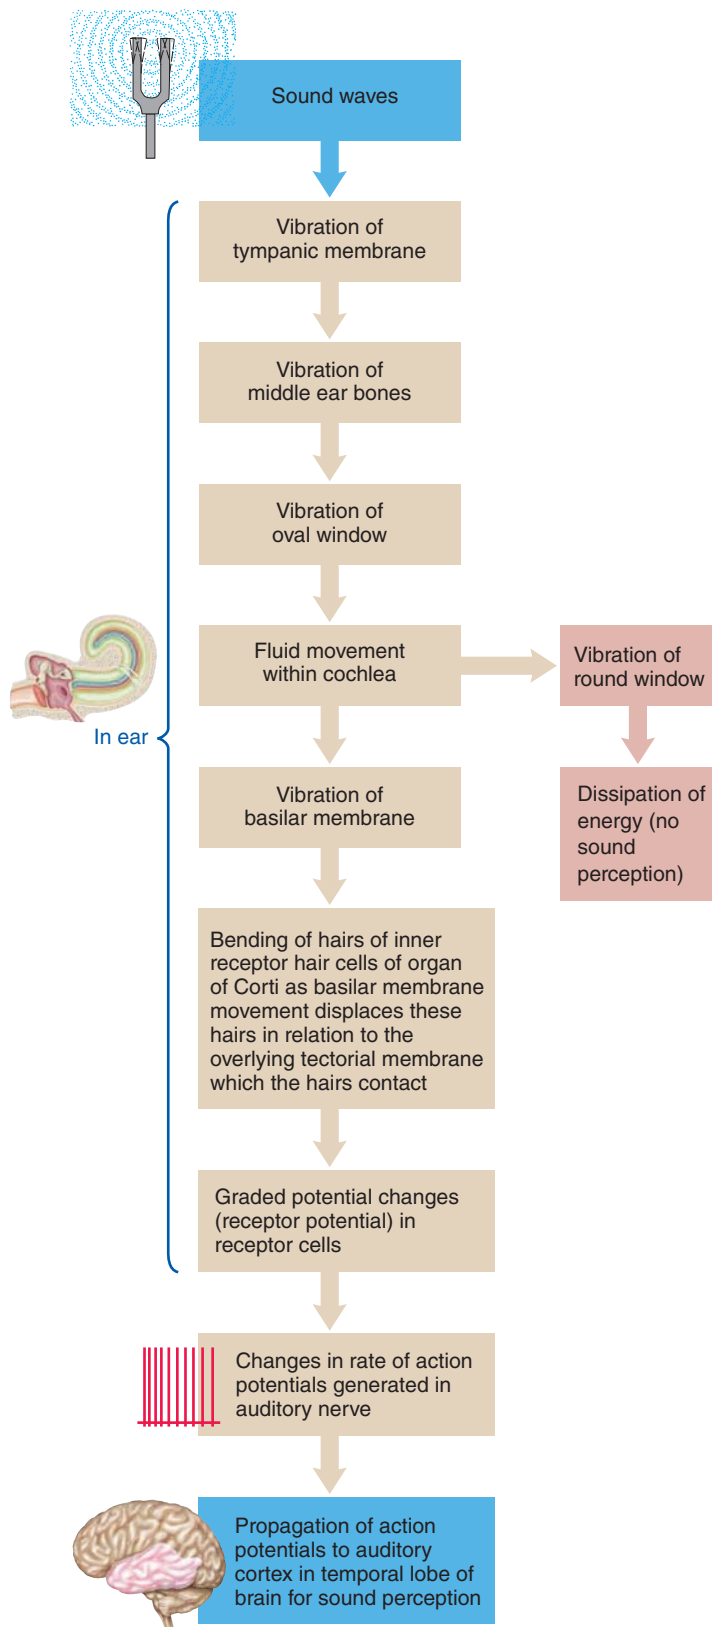 Sound waves
Vibration of
tympanic membrane
Vibration of
middle ear bones
Vibration of
oval window
Fluid movement
within cochlea
Vibration of
round window
In ear
Vibration of
basilar membrane
Dissipation of
energy (no
sound
perception)
Bending of hairs of inner
receptor hair cells of organ
of Corti as basilar membrane
movement displaces these
hairs in relation to the
overlying tectorial membrane
which the hairs contact
Graded potential changes
(receptor potential) in
receptor cells
Changes in rate of action
potentials generated in
auditory nerve
Propagation of action
potentials to auditory
cortex in temporal lobe of
brain for sound perception